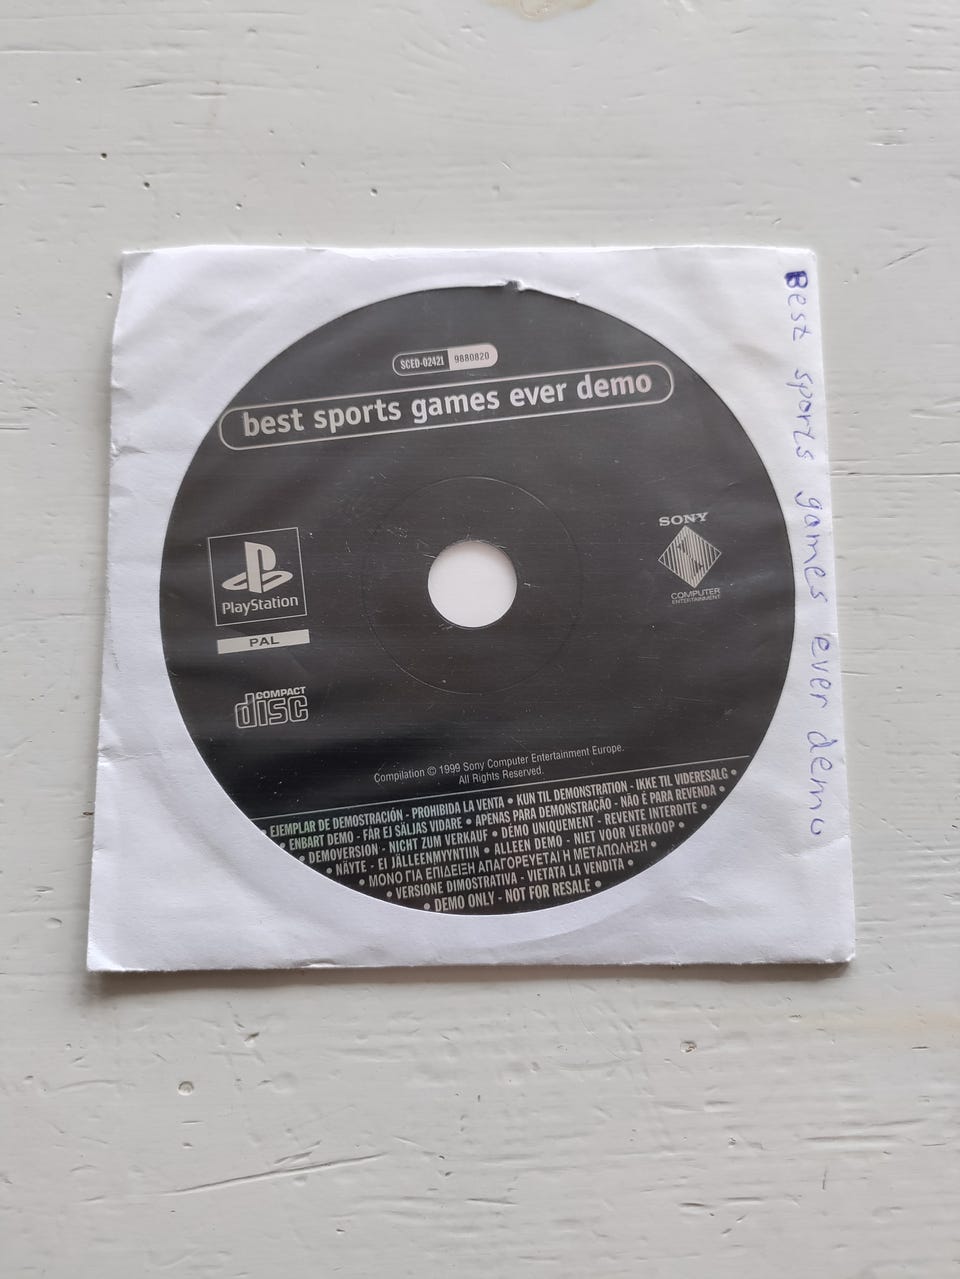 SCED-02421 9880820
best sports games ever demo
PlayStation
PAL
COMPACT
disc
SONY
COMPUTER
ENTERTAINMENT
Compilation © 1999 Sony Computer Entertainment Europe.
All Rights Reserved.
• EJEMPLAR DE DEMOSTRACIÓN - PROHIBIDA LA VENTA • KUN TIL DEMONSTRATION - IKKE TIL VIDERESALG •
• ENBART DEMO - FÅR EJ SÄLJAS VIDARE • APENAS PARA DEMONSTRAÇÃO - NÃO É PARA REVENDA •
• DEMOVERSION - NICHT ZUM VERKAUF • DÉMO UNIQUEMENT - REVENTE INTERDITE •
• NÄYTE - EI JÄLLEENMYYNTIIN • ALLEEN DEMO - NIET VOOR VERKOOP •
• ΜΟΝΟ ΓΙΑ ΕΠΙΔΕΙΞΗ ΑΠΑΓΟΡΕΥΕΤΑΙ Η ΜΕΤΑΠΩΛΗΣΗ •
• VERSIONE DIMOSTRATIVA - VIETATA LA VENDITA •
• DEMO ONLY - NOT FOR RESALE •
Best sports games ever demo